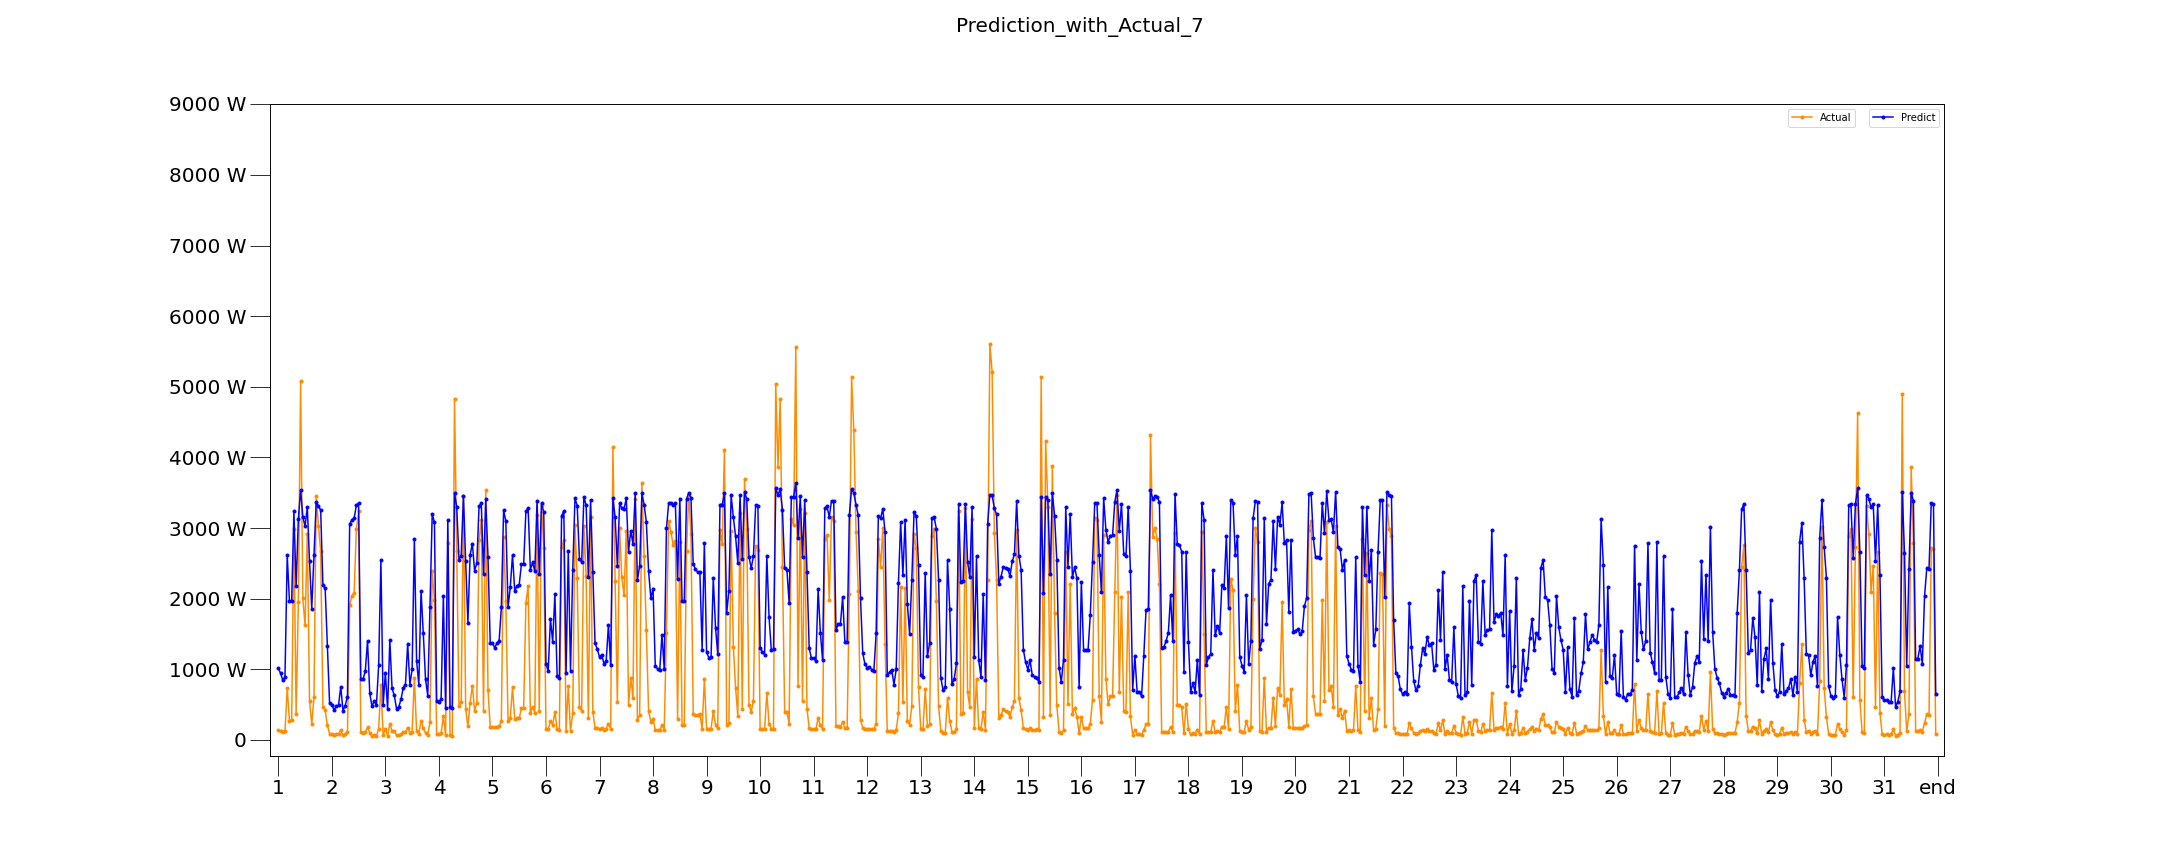 Prediction_with_Actual_7
Actual Predict
9000 W
8000 W
7000 W
6000 W
5000 W
4000 W
3000 W
2000 W
1000 W
0
1 2 3 4 5 6 7 8 9 10 11 12 13 14 15 16 17 18 19 20 21 22 23 24 25 26 27 28 29 30 31 end